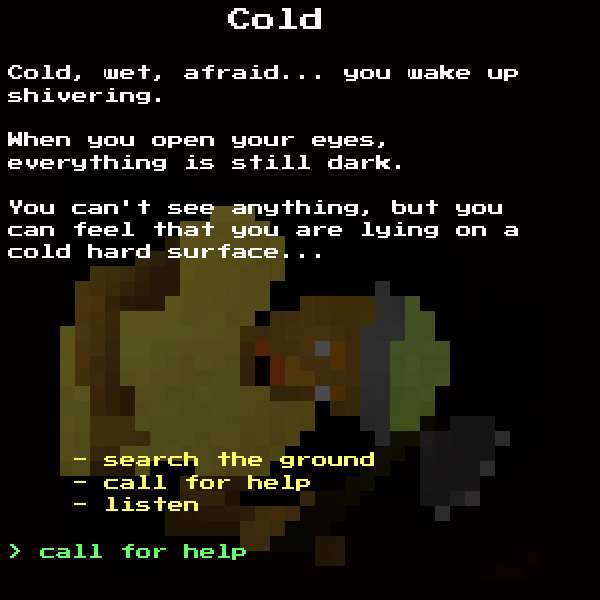 Cold
Cold, wet, afraid... you wake up
shivering.
When you open your eyes,
everything is still dark.
You can't see anything, but you
can feel that you are lying on a
cold hard surface...
- search the ground
- call for help
- listen
> call for help